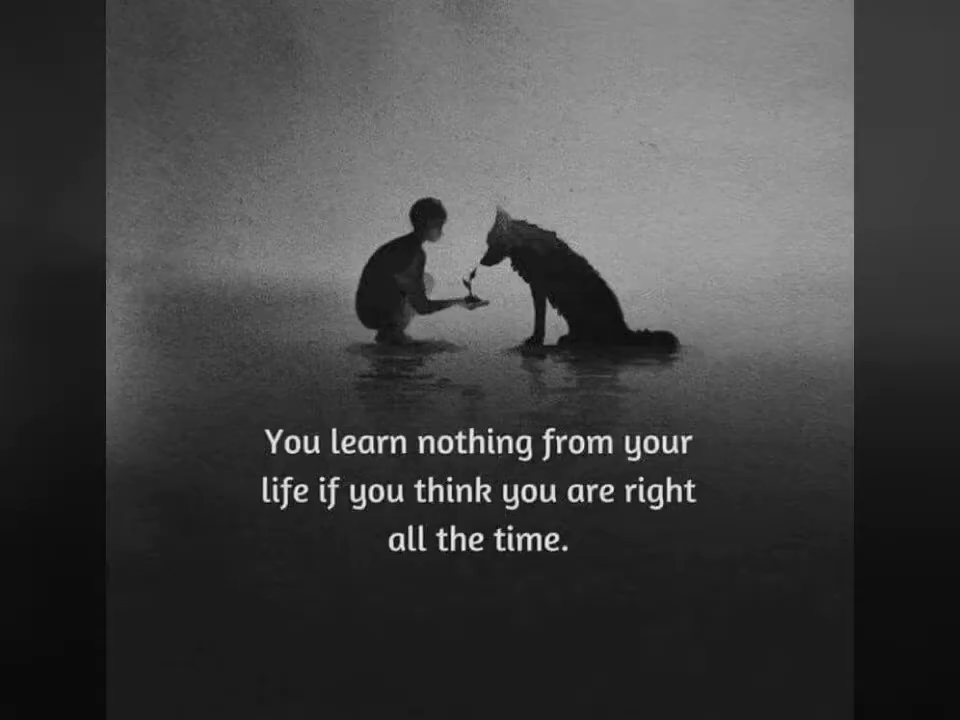 You learn nothing from your
life if you think you are right
all the time.